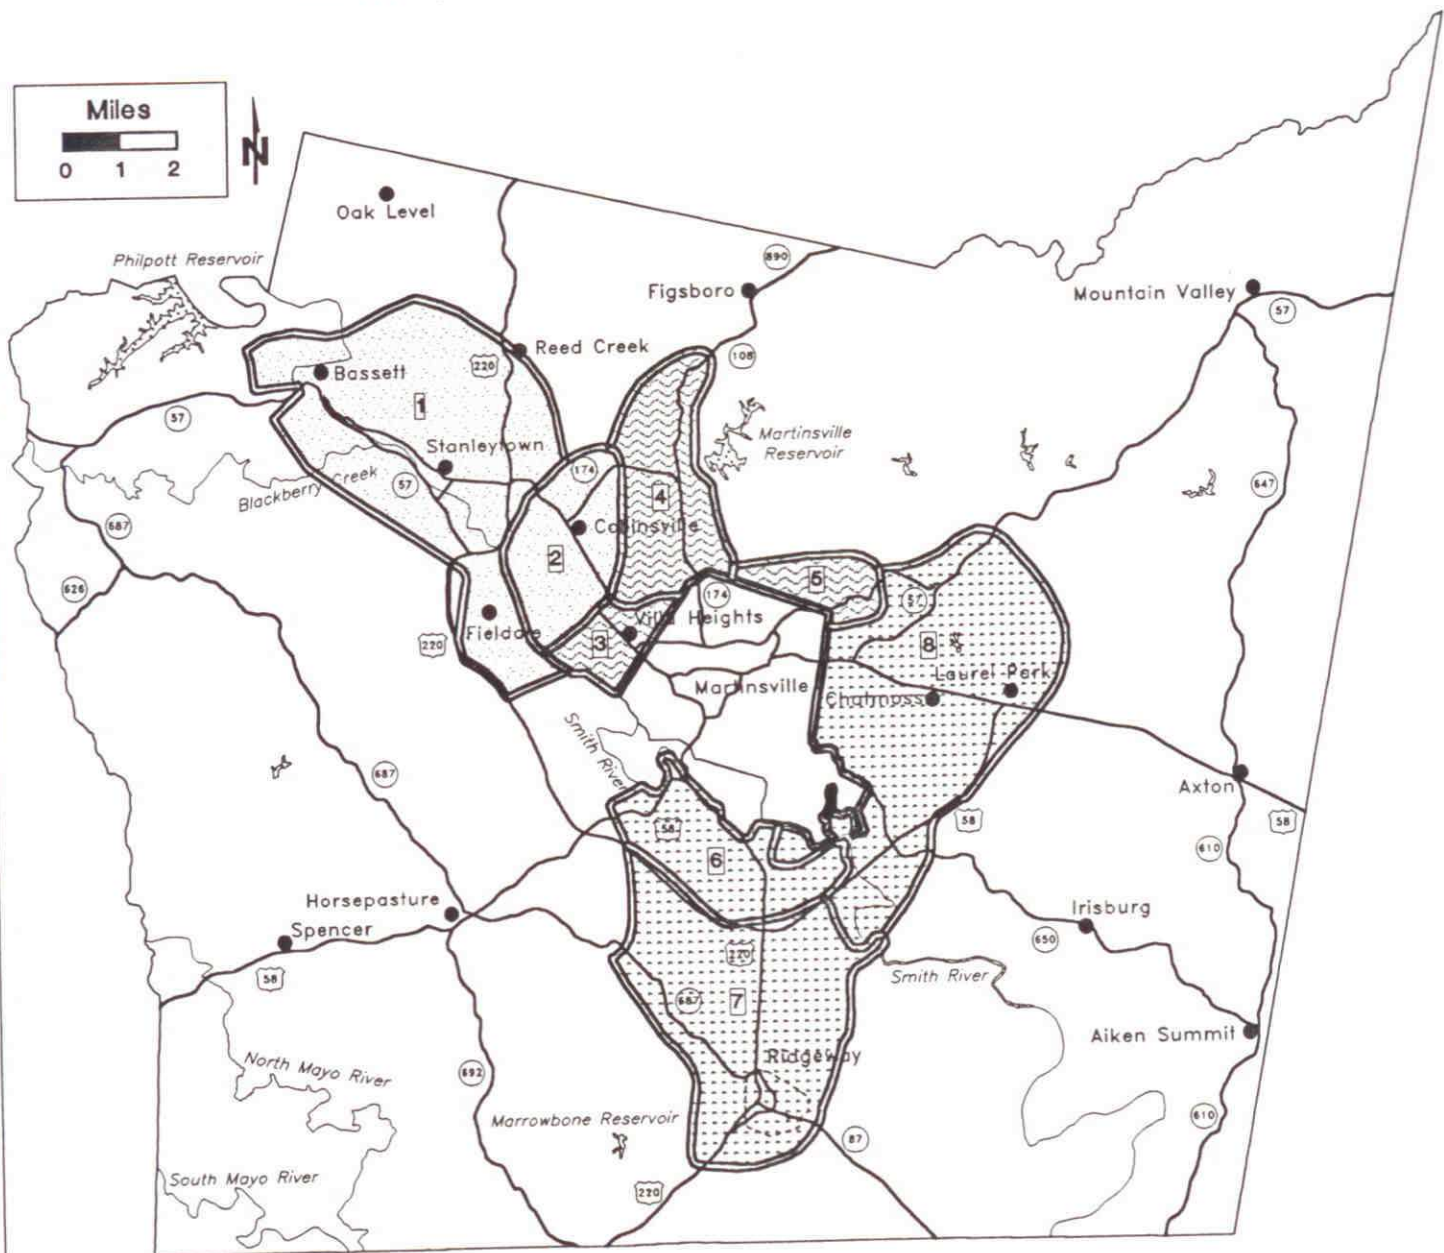 Miles
0 1 2
N
Oak Level
Philpott Reservoir
890
Figsboro
Mountain Valley
57
Reed Creek
108
220
Bassett
1
57
Martinsville
Reservoir
Stanleytown
174
Blackberry Creek
57
4
647
687
Collinsville
2
5
626
174
57
Fieldale
Villa Heights
220
3
8
Laurel Park
Martinsville
Chatmoss
Smith River
687
Axton
58
58
58
6
610
Horsepasture
Irisburg
Spencer
650
220
58
Smith River
687
7
Aiken Summit
Ridgeway
North Mayo River
692
Marrowbone Reservoir
610
87
South Mayo River
220